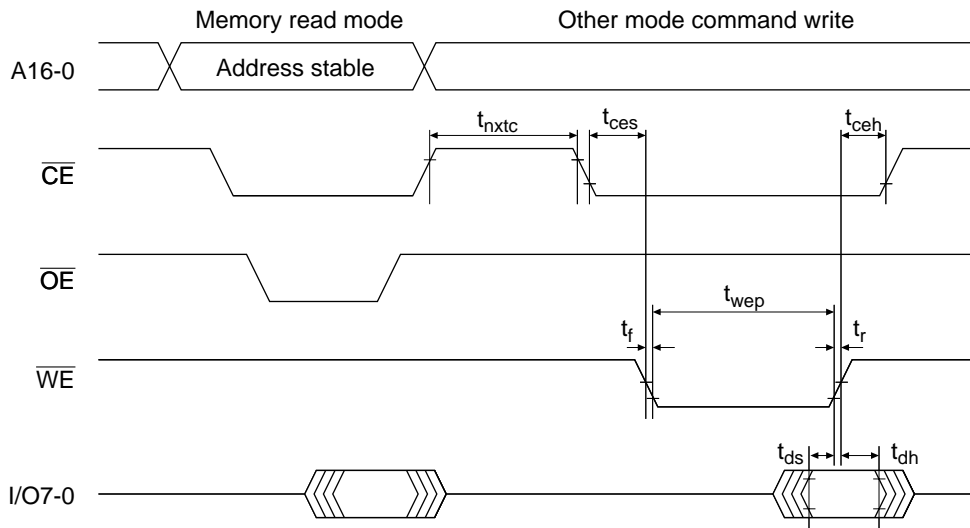 Memory read mode Other mode command write
A16-0 Address stable
tnxtc tces tceh
CE
OE
twep
tf tr
WE
tds tdh
I/O7-0